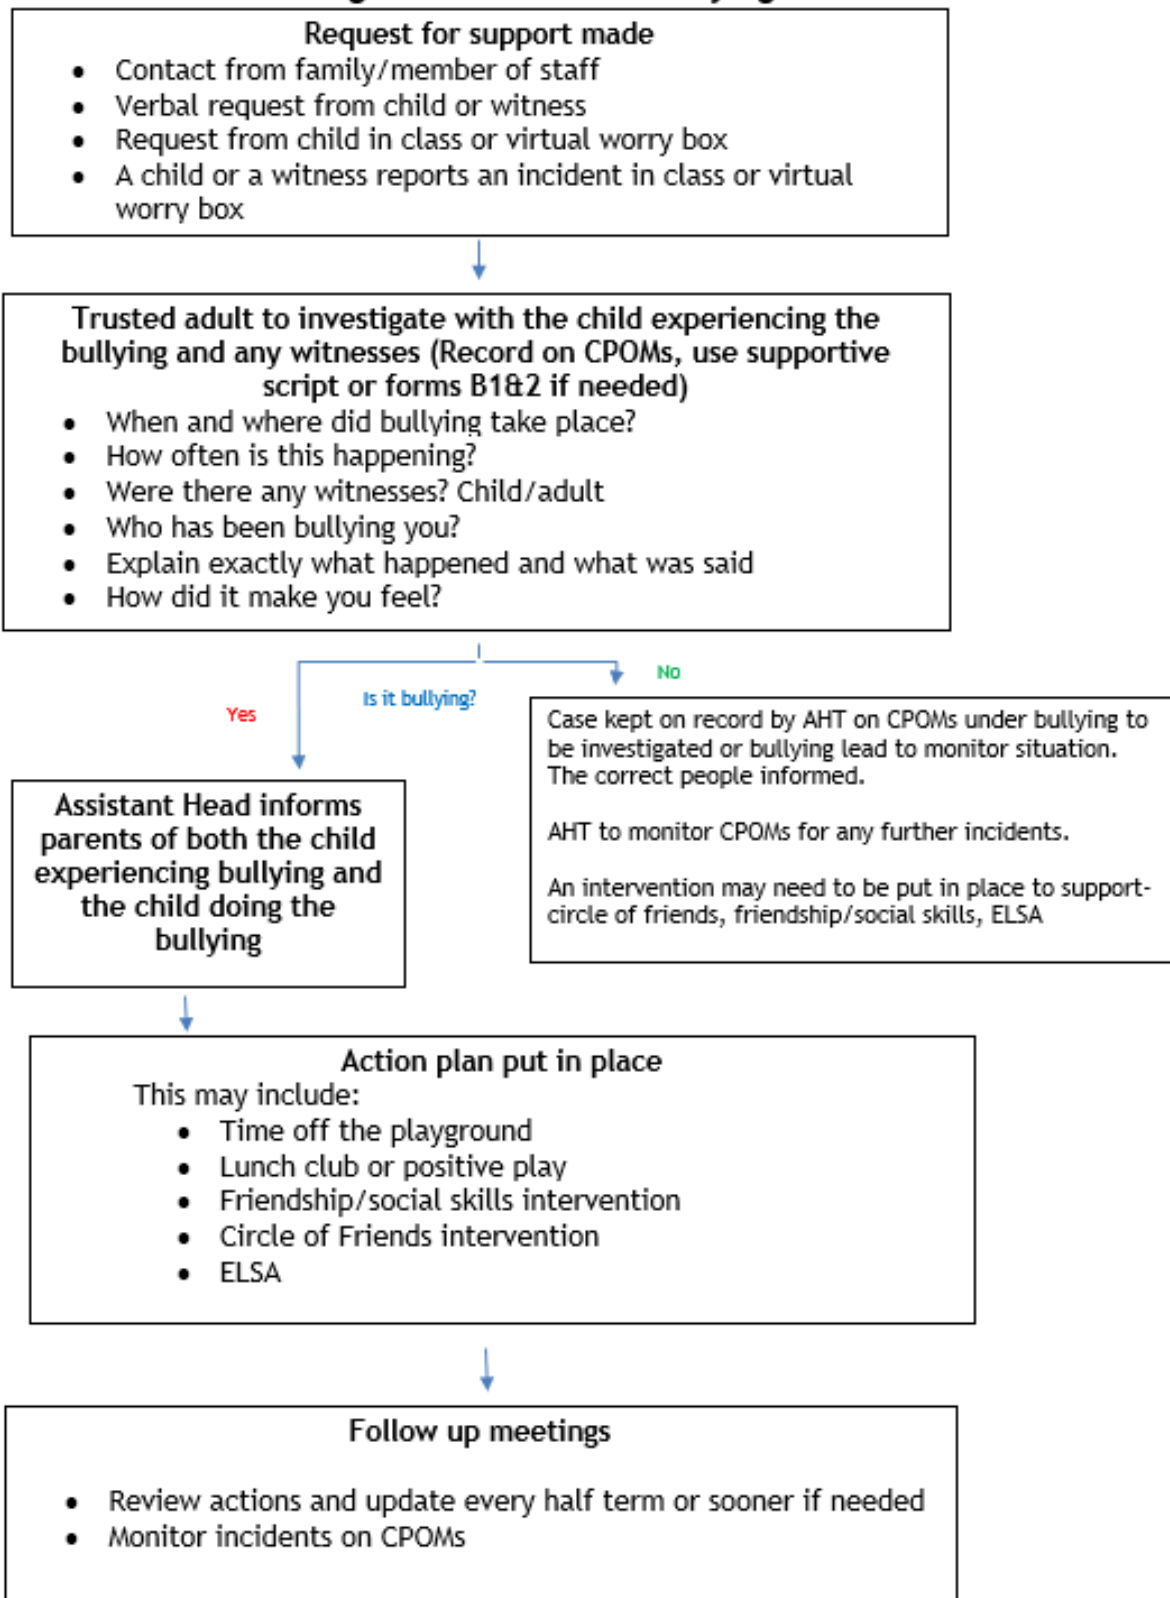 Request for support made
• Contact from family/member of staff
• Verbal request from child or witness
• Request from child in class or virtual worry box
• A child or a witness reports an incident in class or virtual
worry box
Trusted adult to investigate with the child experiencing the
bullying and any witnesses (Record on CPOMs, use supportive
script or forms B1&2 if needed)
• When and where did bullying take place?
• How often is this happening?
• Were there any witnesses? Child/adult
• Who has been bullying you?
• Explain exactly what happened and what was said
• How did it make you feel?
Is it bullying?
Yes
No
Assistant Head informs
parents of both the child
experiencing bullying and
the child doing the
bullying
Case kept on record by AHT on CPOMs under bullying to
be investigated or bullying lead to monitor situation.
The correct people informed.
AHT to monitor CPOMs for any further incidents.
An intervention may need to be put in place to support-
circle of friends, friendship/social skills, ELSA
Action plan put in place
This may include:
• Time off the playground
• Lunch club or positive play
• Friendship/social skills intervention
• Circle of Friends intervention
• ELSA
Follow up meetings
• Review actions and update every half term or sooner if needed
• Monitor incidents on CPOMs